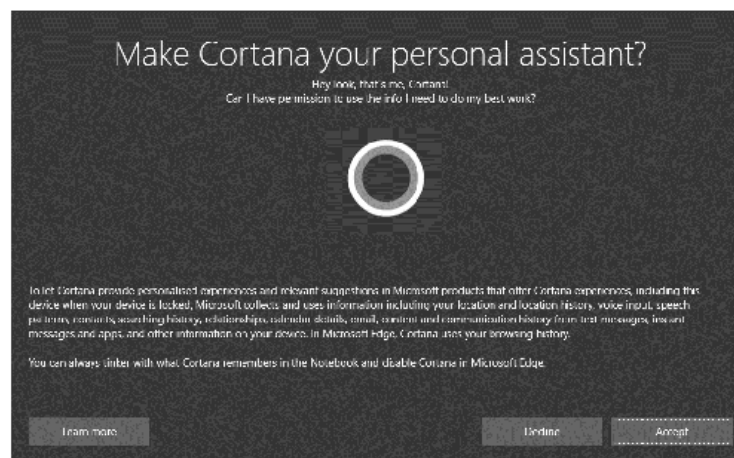 Make Cortana your personal assistant?
Hey look, that's me, Cortana!
Can I have permission to use the info I need to do my best work?
To let Cortana provide personalised experiences and relevant suggestions in Microsoft products that offer Cortana experiences, including this
device when your device is locked, Microsoft collects and uses information including your location and location history, voice input, speech
patterns, contacts, searching history, relationships, calendar details, email, content and communication history from text messages, instant
messages and apps, and other information on your device. In Microsoft Edge, Cortana uses your browsing history.
You can always tinker with what Cortana remembers in the Notebook and disable Cortana in Microsoft Edge.
Learn more
Decline
Accept